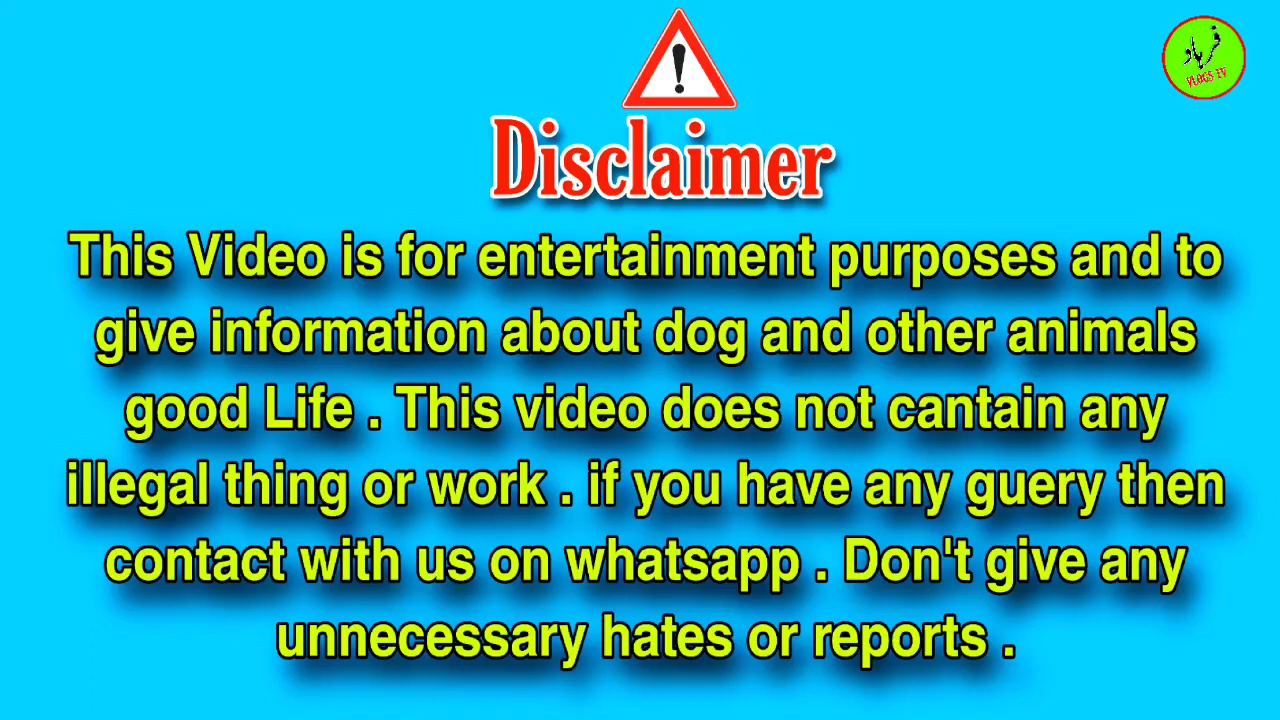 فرہاد
VLOGS EV
Disclaimer
This Video is for entertainment purposes and to
give information about dog and other animals
good Life . This video does not cantain any
illegal thing or work . if you have any guery then
contact with us on whatsapp . Don't give any
unnecessary hates or reports .